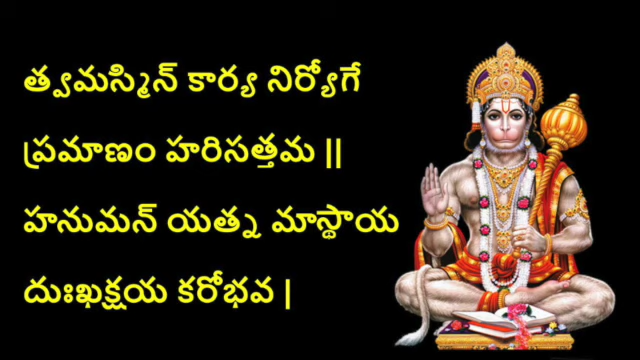 త్వమస్మిన్ కార్య నిర్యోగే
ప్రమాణం హరిసత్తమ ||
హనుమన్ యత్న మాస్థాయ
దుఃఖక్షయ కరోభవ |